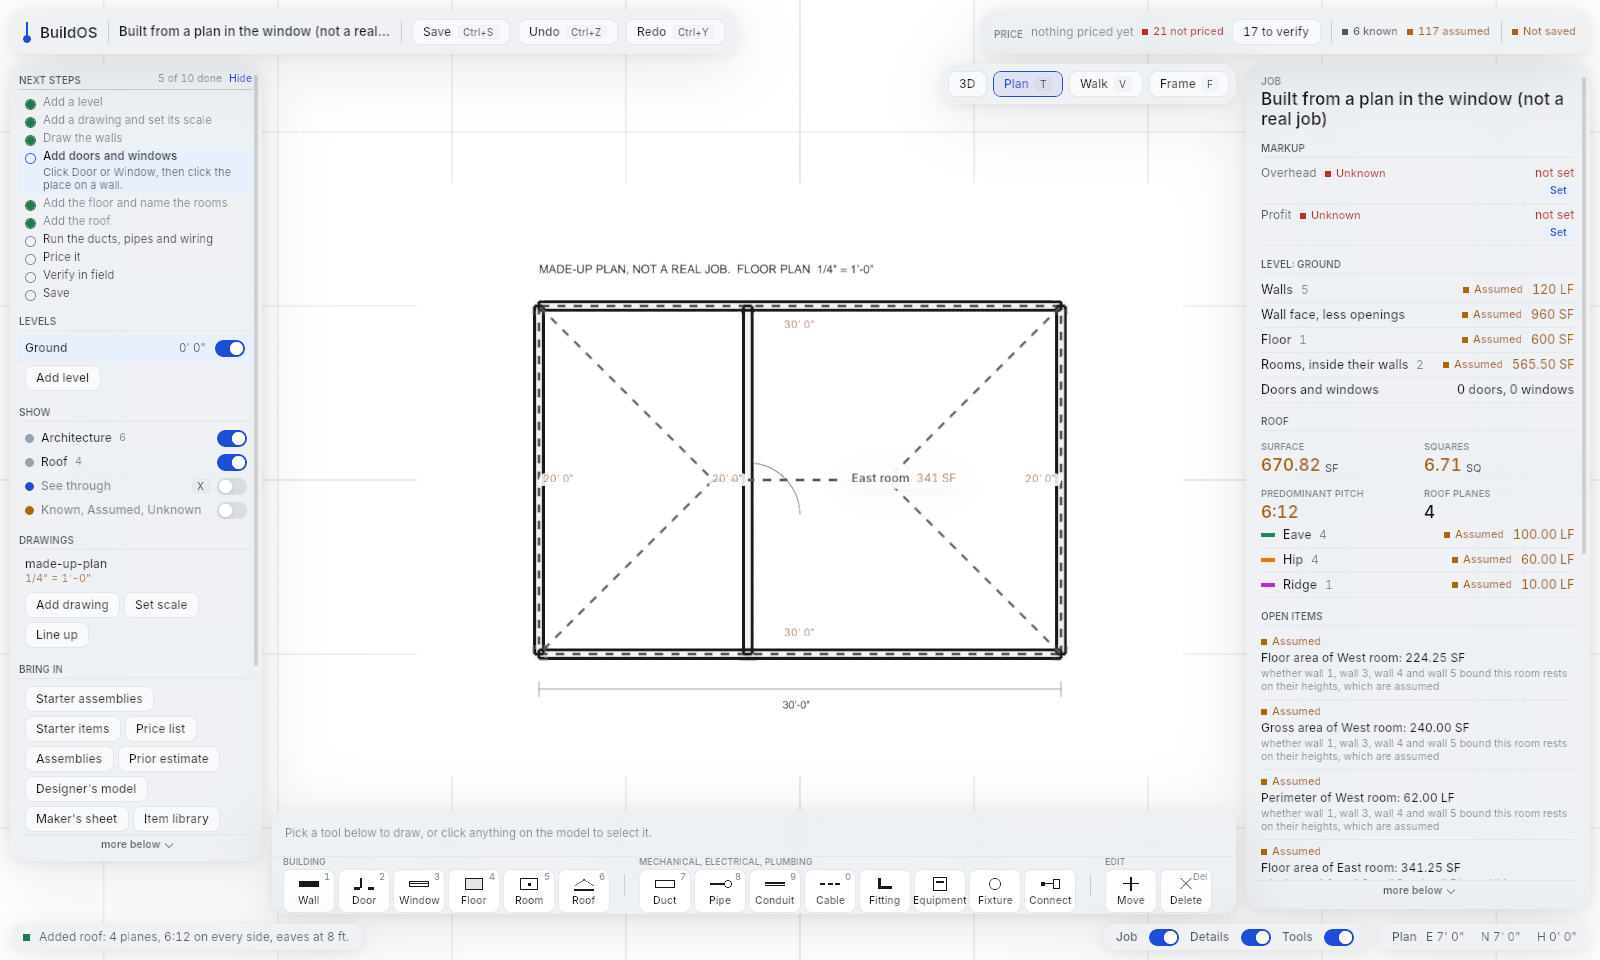 BuildOS
Built from a plan in the window (not a real...
Save Ctrl+S
Undo Ctrl+Z
Redo Ctrl+Y
PRICE nothing priced yet 21 not priced 17 to verify 6 known 117 assumed Not saved
3D
Plan T
Walk V
Frame F
NEXT STEPS 5 of 10 done Hide
Add a level
Add a drawing and set its scale
Draw the walls
Add doors and windows
Click Door or Window, then click the
place on a wall.
Add the floor and name the rooms
Add the roof
Run the ducts, pipes and wiring
Price it
Verify in field
Save
LEVELS
Ground 0' 0"
Add level
SHOW
Architecture 6
Roof 4
See through X
Known, Assumed, Unknown
DRAWINGS
made-up-plan
1/4" = 1'-0"
Add drawing Set scale
Line up
BRING IN
Starter assemblies
Starter items Price list
Assemblies Prior estimate
Designer's model
Maker's sheet Item library
more below
MADE-UP PLAN, NOT A REAL JOB. FLOOR PLAN 1/4" = 1'-0"
30' 0"
20' 0" 20' 0" East room 341 SF 20' 0"
30' 0"
30'-0"
Pick a tool below to draw, or click anything on the model to select it.
BUILDING
Wall 1
Door 2
Window 3
Floor 4
Room 5
Roof 6
MECHANICAL, ELECTRICAL, PLUMBING
Duct 7
Pipe 8
Conduit 9
Cable 0
Fitting
Equipment
Fixture
Connect
EDIT
Move
Delete Del
JOB
Built from a plan in the window (not a
real job)
MARKUP
Overhead Unknown not set
Set
Profit Unknown not set
Set
LEVEL: GROUND
Walls 5 Assumed 120 LF
Wall face, less openings Assumed 960 SF
Floor 1 Assumed 600 SF
Rooms, inside their walls 2 Assumed 565.50 SF
Doors and windows 0 doors, 0 windows
ROOF
SURFACE SQUARES
670.82 SF 6.71 SQ
PREDOMINANT PITCH ROOF PLANES
6:12 4
Eave 4 Assumed 100.00 LF
Hip 4 Assumed 60.00 LF
Ridge 1 Assumed 10.00 LF
OPEN ITEMS
Assumed
Floor area of West room: 224.25 SF
whether wall 1, wall 3, wall 4 and wall 5 bound this room rests
on their heights, which are assumed
Assumed
Gross area of West room: 240.00 SF
whether wall 1, wall 3, wall 4 and wall 5 bound this room rests
on their heights, which are assumed
Assumed
Perimeter of West room: 62.00 LF
whether wall 1, wall 3, wall 4 and wall 5 bound this room rests
on their heights, which are assumed
Assumed
Floor area of East room: 341.25 SF
more below
Added roof: 4 planes, 6:12 on every side, eaves at 8 ft.
Job Details Tools
Plan E 7' 0" N 7' 0" H 0' 0"